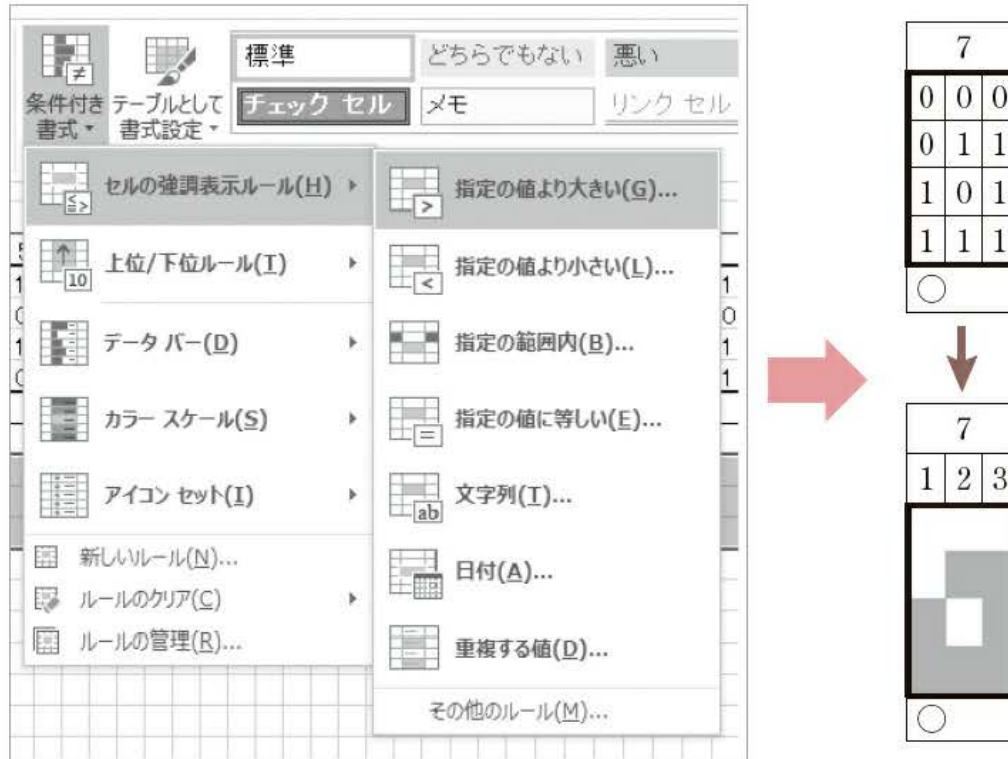 標準
どちらでもない
悪い
条件付き
書式
テーブルとして
書式設定
チェック セル
メモ
リンク セル
セルの強調表示ルール(H)
上位/下位ルール(T)
10
データ バー(D)
カラー スケール(S)
アイコン セット(I)
新しいルール(N)...
ルールのクリア(C)
ルールの管理(R)...
指定の値より大きい(G)...
指定の値より小さい(L)...
指定の範囲内(B)...
指定の値に等しい(E)...
文字列(T)...
ab
日付(A)...
重複する値(D)...
その他のルール(M)...
1
0
1
1
7
0 0 0
0 1 1
1 0 1
1 1 1
7
1 2 3